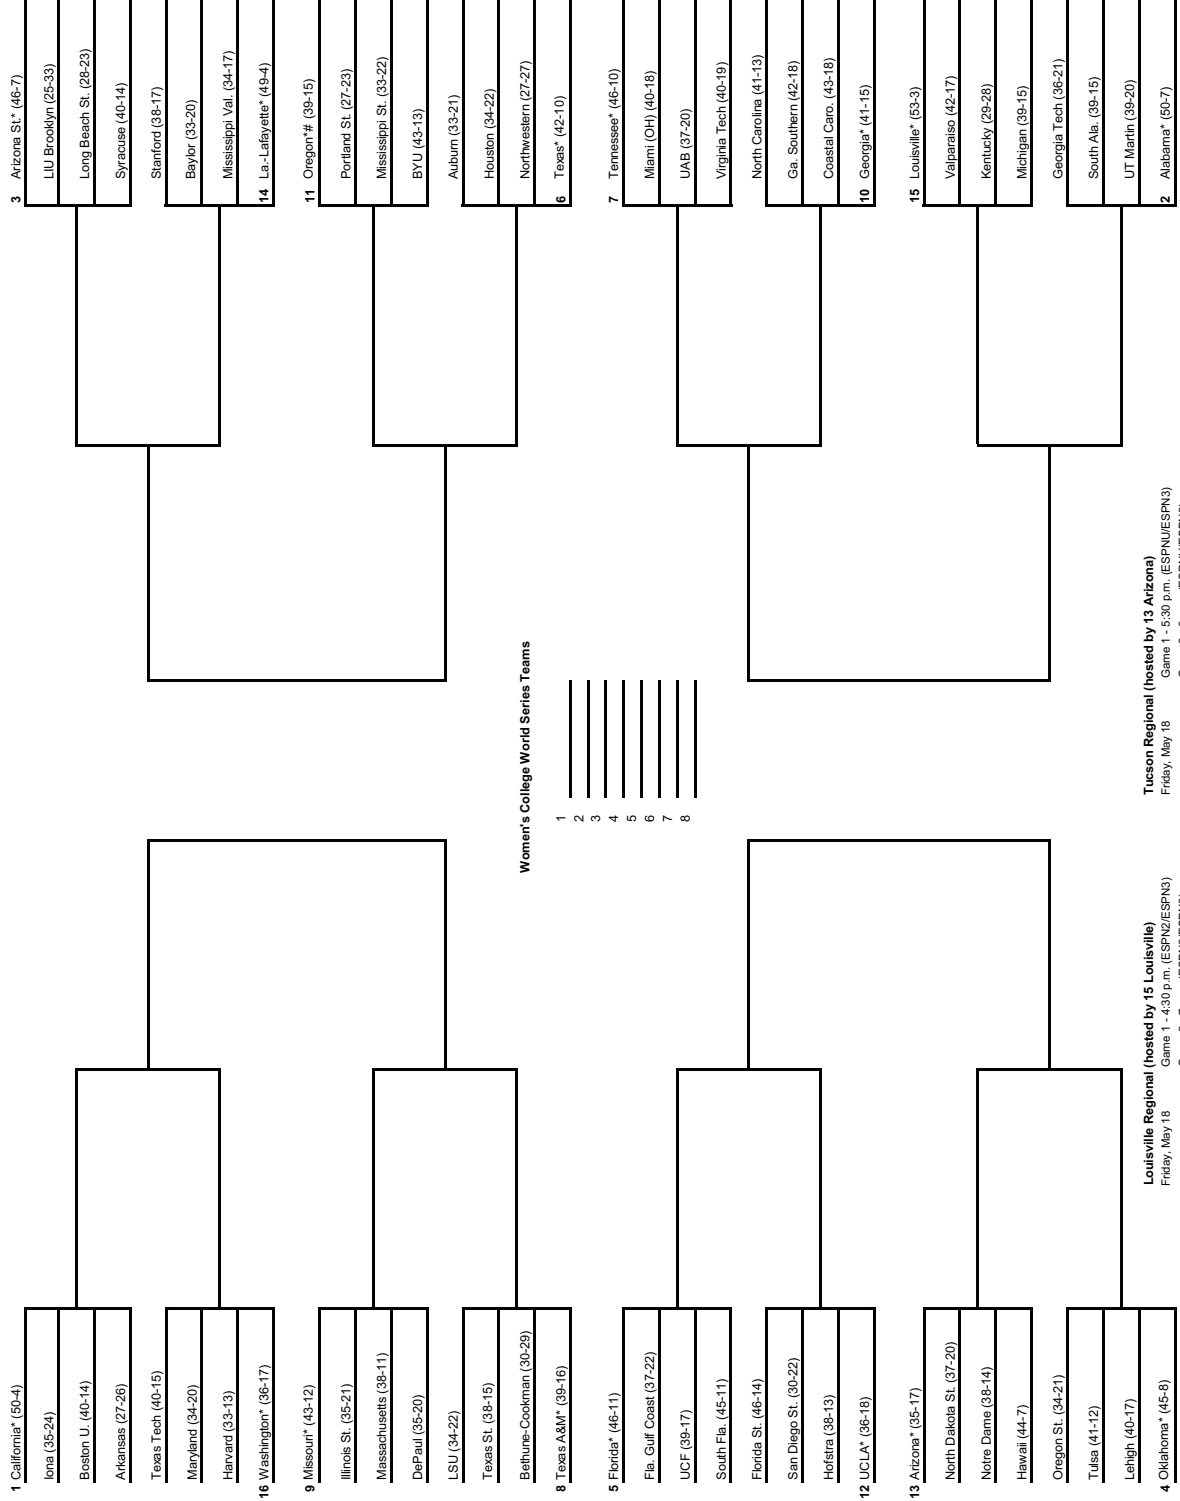 1 California* (50-4)
Iona (35-24)
Boston U. (40-14)
Arkansas (27-26)
Texas Tech (40-15)
Maryland (34-20)
Harvard (33-13)
16 Washington* (36-17)
9 Missouri* (43-12)
Illinois St. (35-21)
Massachusetts (38-11)
DePaul (35-20)
LSU (34-22)
Texas St. (38-15)
Bethune-Cookman (30-29)
8 Texas A&M* (39-16)
5 Florida* (46-11)
Fla. Gulf Coast (37-22)
UCF (39-17)
South Fla. (45-11)
Florida St. (46-14)
San Diego St. (30-22)
Hofstra (38-13)
12 UCLA* (36-18)
13 Arizona* (35-17)
North Dakota St. (37-20)
Notre Dame (38-14)
Hawaii (44-7)
Oregon St. (34-21)
Tulsa (41-12)
Lehigh (40-17)
4 Oklahoma* (45-8)
Women's College World Series Teams
1
2
3
4
5
6
7
8
3 Arizona St.* (46-7)
LIU Brooklyn (25-33)
Long Beach St. (28-23)
Syracuse (40-14)
Stanford (38-17)
Baylor (33-20)
Mississippi Val. (34-17)
14 La.-Lafayette* (49-4)
11 Oregon*# (39-15)
Portland St. (27-23)
Mississippi St. (33-22)
BYU (43-13)
Auburn (33-21)
Houston (34-22)
Northwestern (27-27)
6 Texas* (42-10)
7 Tennessee* (46-10)
Miami (OH) (40-18)
UAB (37-20)
Virginia Tech (40-19)
North Carolina (41-13)
Ga. Southern (42-18)
Coastal Caro. (43-18)
10 Georgia* (41-15)
15 Louisville* (53-3)
Valparaiso (42-17)
Kentucky (29-28)
Michigan (39-15)
Georgia Tech (36-21)
South Ala. (39-15)
UT Martin (39-20)
2 Alabama* (50-7)
Louisville Regional (hosted by 15 Louisville)
Friday, May 18 Game 1 - 4:30 p.m. (ESPN2/ESPN3)
Tucson Regional (hosted by 13 Arizona)
Friday, May 18 Game 1 - 5:30 p.m. (ESPNU/ESPN3)